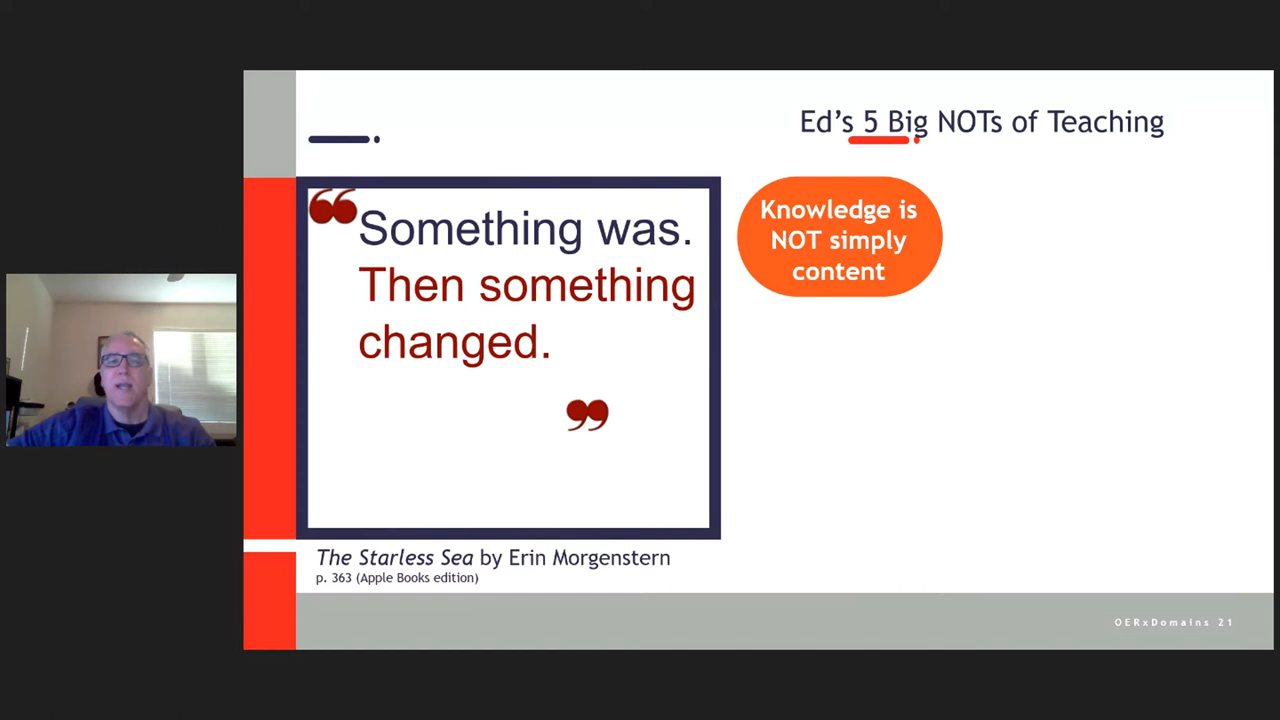 Ed’s 5 Big NOTs of Teaching
“Something was.
Then something
changed.
”
Knowledge is
NOT simply
content
The Starless Sea by Erin Morgenstern
p. 363 (Apple Books edition)
OERxDomains 21